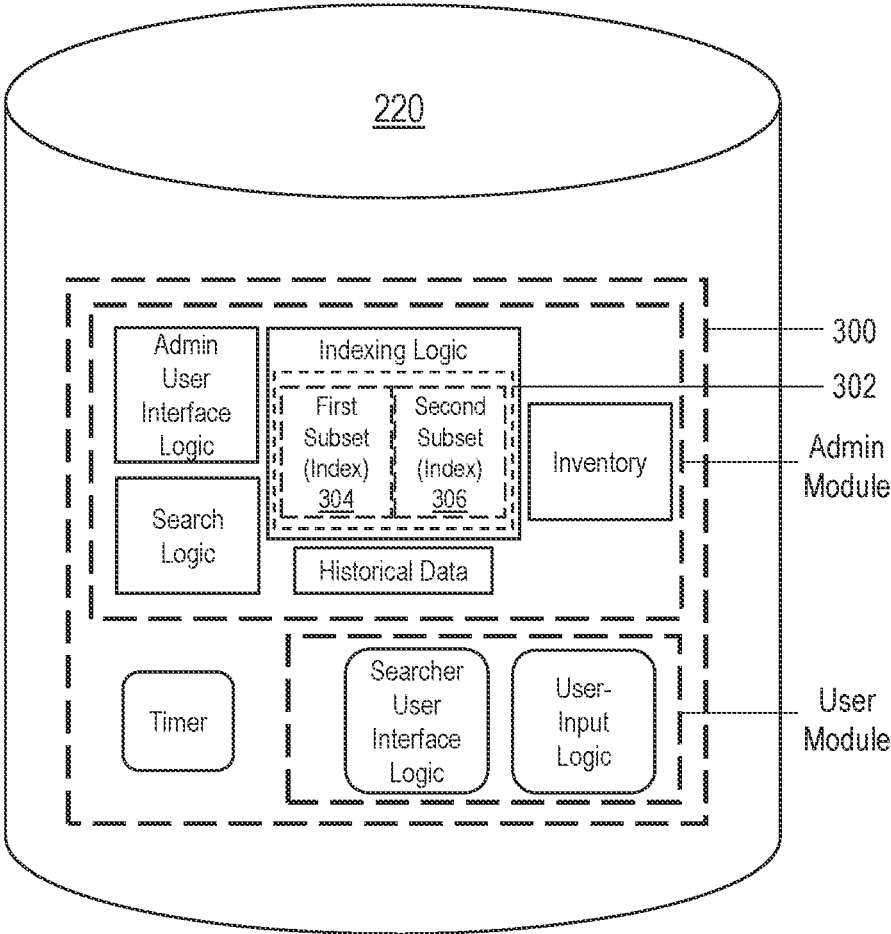 220
300
302
Admin
Module
Admin
User
Interface
Logic
Indexing Logic
First
Subset
(Index)
304
Second
Subset
(Index)
306
Inventory
Search
Logic
Historical Data
Timer
Searcher
User
Interface
Logic
User-
Input
Logic
User
Module